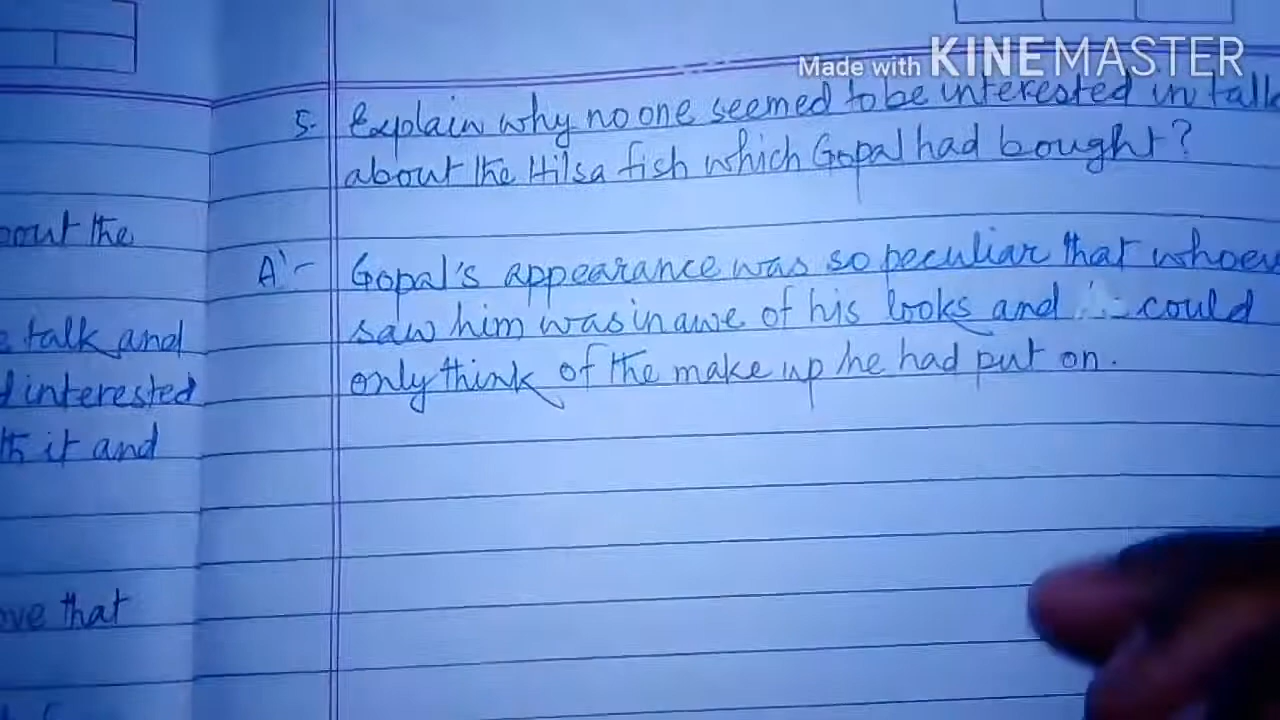 Made with KINEMASTER
5. Explain why no one seemed to be interested in talk
about the Hilsa fish which Gopal had bought?
out the
A:- Gopal's appearance was so peculiar that whoev
saw him was in awe of his looks and could
talk and
only think of the make up he had put on.
interested
it and
ove that